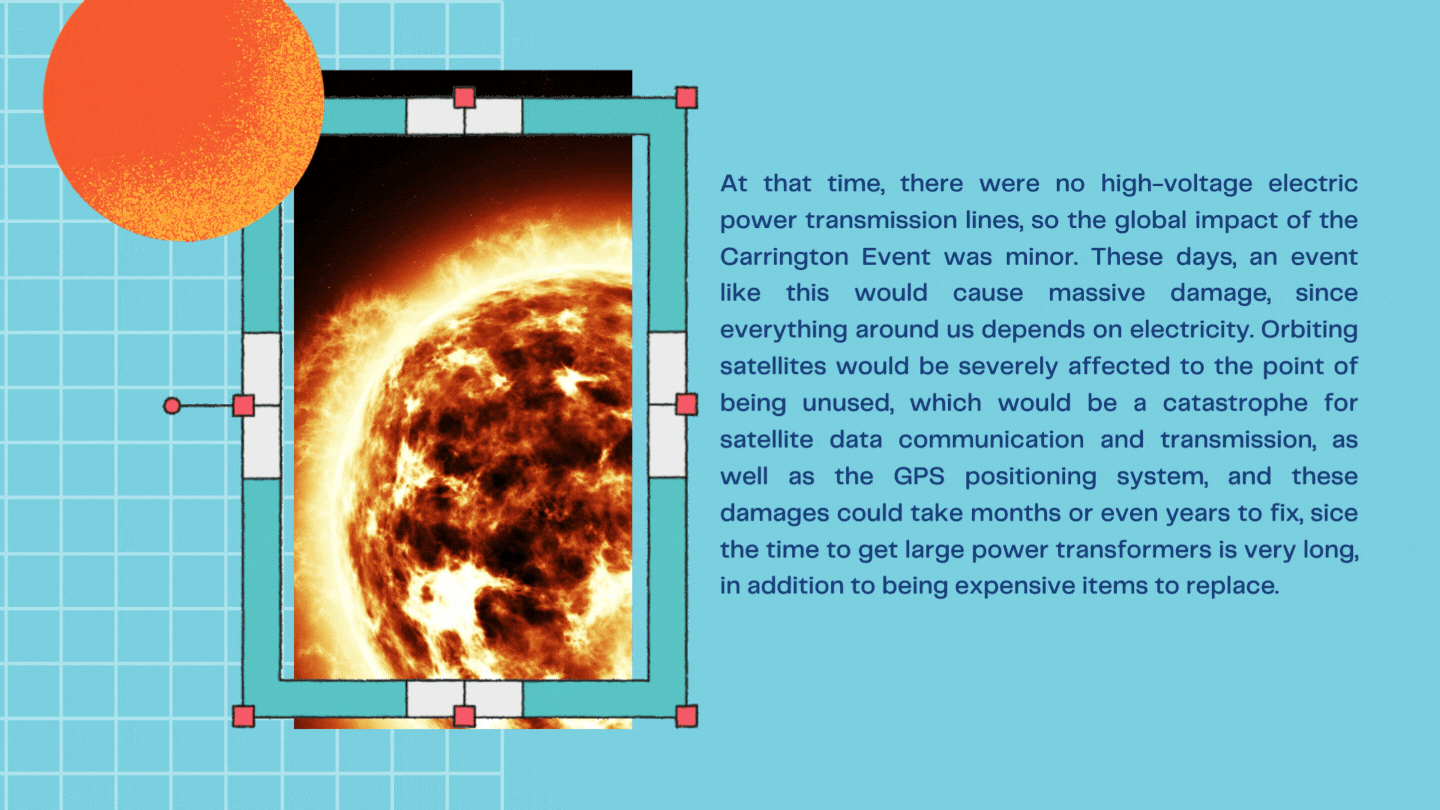 At that time, there were no high-voltage electric
power transmission lines, so the global impact of the
Carrington Event was minor. These days, an event
like this would cause massive damage, since
everything around us depends on electricity. Orbiting
satellites would be severely affected to the point of
being unused, which would be a catastrophe for
satellite data communication and transmission, as
well as the GPS positioning system, and these
damages could take months or even years to fix, sice
the time to get large power transformers is very long,
in addition to being expensive items to replace.